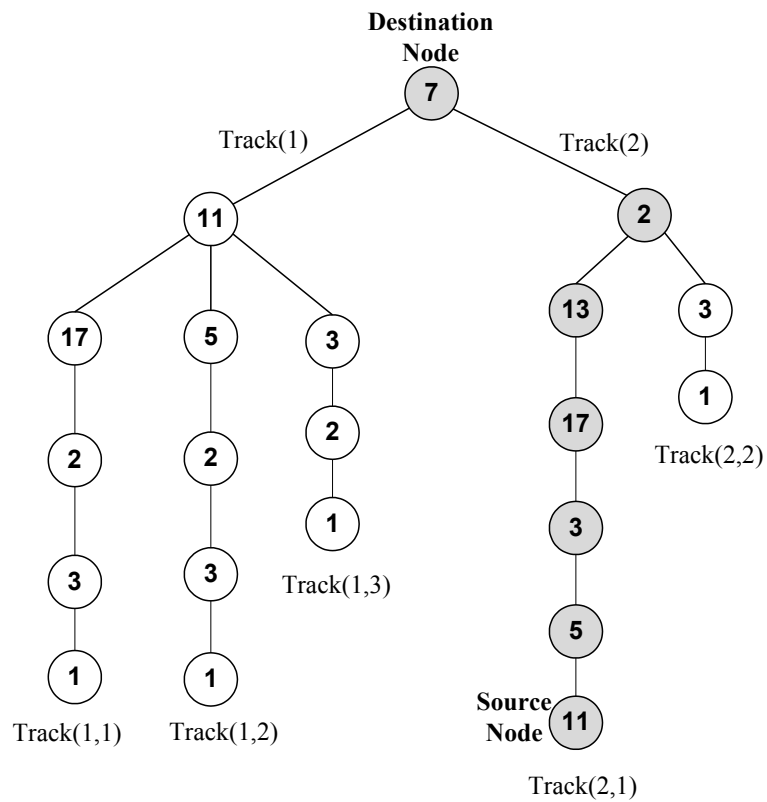 Destination
Node
7
Track(1)
Track(2)
11
2
17
5
3
13
3
2
2
2
17
1
1
Track(2,2)
3
3
Track(1,3)
3
5
1
1
Source
Node
11
Track(1,1)
Track(1,2)
Track(2,1)